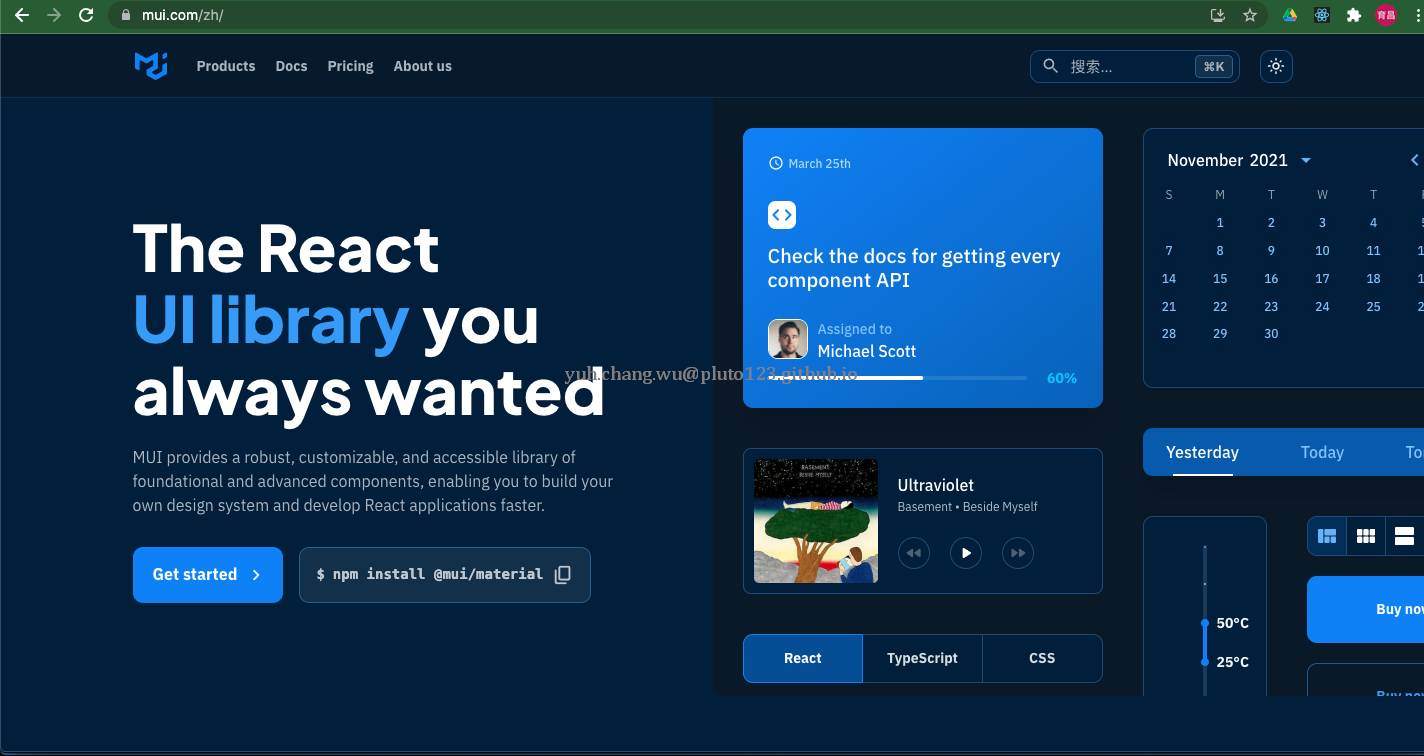 mui.com/zh/
育昌
Products Docs Pricing About us
搜索... ⌘K
The React
UI library you
always wanted
MUI provides a robust, customizable, and accessible library of
foundational and advanced components, enabling you to build your
own design system and develop React applications faster.
Get started
$ npm install @mui/material
yuh.chang.wu@pluto123.github.io
March 25th
Check the docs for getting every
component API
Assigned to
Michael Scott
60%
BASEMENT
BESIDE MYSELF
Ultraviolet
Basement • Beside Myself
React TypeScript CSS
November 2021
S M T W T
1 2 3 4
7 8 9 10 11
14 15 16 17 18
21 22 23 24 25
28 29 30
Yesterday Today
50°C
25°C
Buy now
Buy now